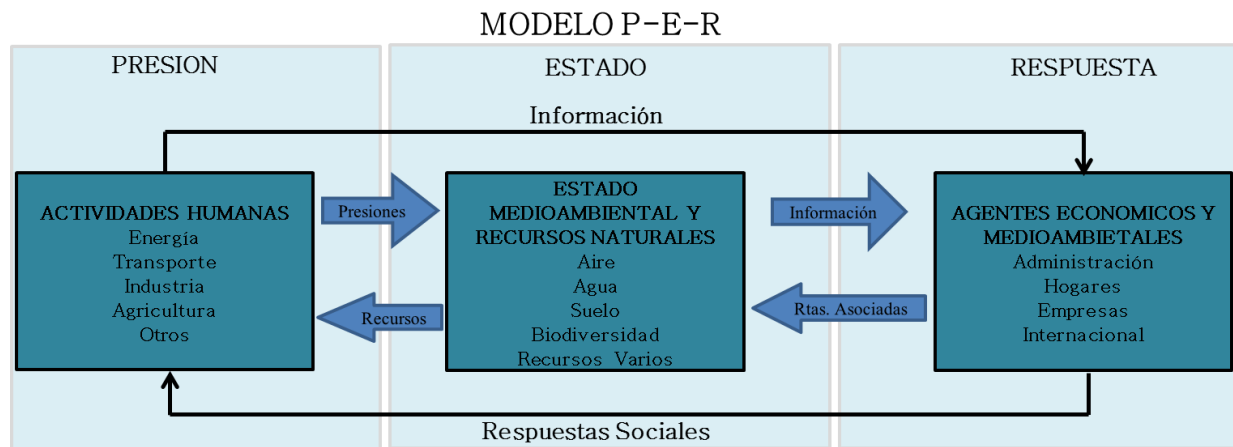 MODELO P-E-R
PRESION
ESTADO
RESPUESTA
Información
ACTIVIDADES HUMANAS
Energía
Transporte
Industria
Agricultura
Otros
Presiones
Recursos
ESTADO
MEDIOAMBIENTAL Y
RECURSOS NATURALES
Aire
Agua
Suelo
Biodiversidad
Recursos Varios
Información
Rtas. Asociadas
AGENTES ECONOMICOS Y
MEDIOAMBIETALES
Administración
Hogares
Empresas
Internacional
Respuestas Sociales